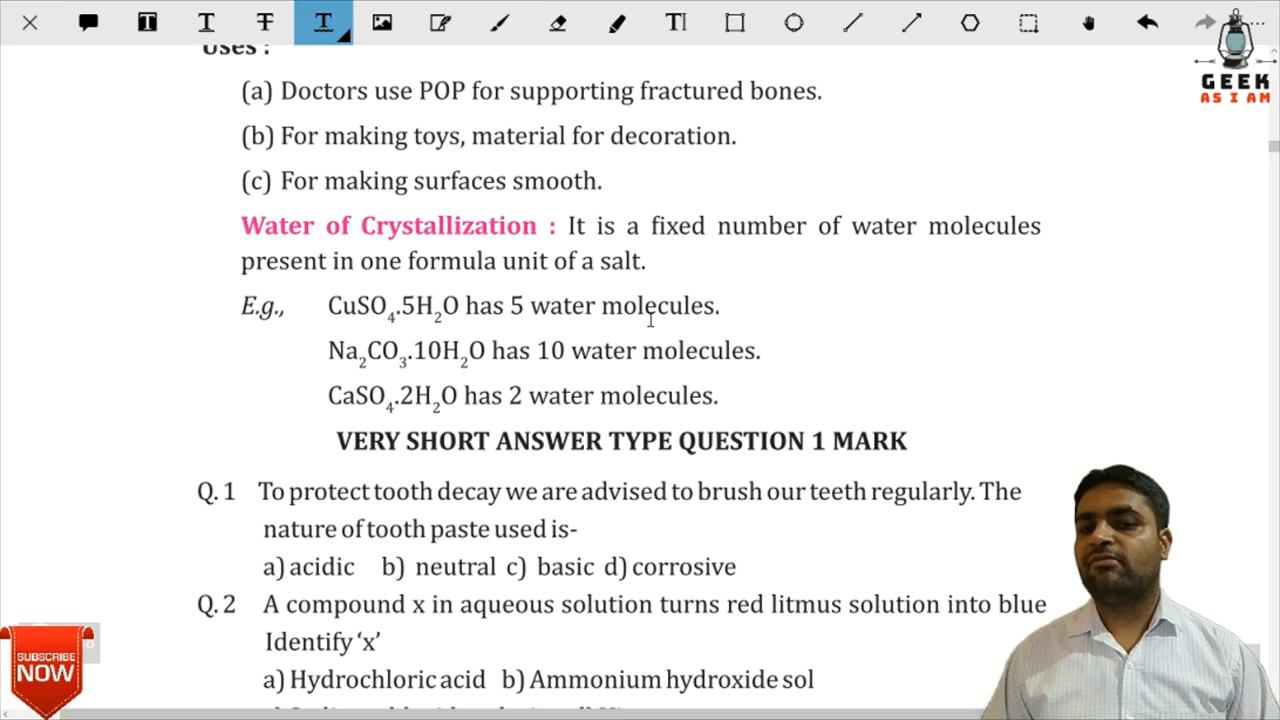 GEEK
AS I AM
Uses :
(a) Doctors use POP for supporting fractured bones.
(b) For making toys, material for decoration.
(c) For making surfaces smooth.
Water of Crystallization : It is a fixed number of water molecules
present in one formula unit of a salt.
E.g., CuSO₄.5H₂O has 5 water molecules.
Na₂CO₃.10H₂O has 10 water molecules.
CaSO₄.2H₂O has 2 water molecules.
VERY SHORT ANSWER TYPE QUESTION 1 MARK
Q. 1 To protect tooth decay we are advised to brush our teeth regularly. The
nature of tooth paste used is-
a) acidic b) neutral c) basic d) corrosive
Q. 2 A compound x in aqueous solution turns red litmus solution into blue
Identify ‘x’
a) Hydrochloric acid b) Ammonium hydroxide sol
SUBSCRIBE
NOW